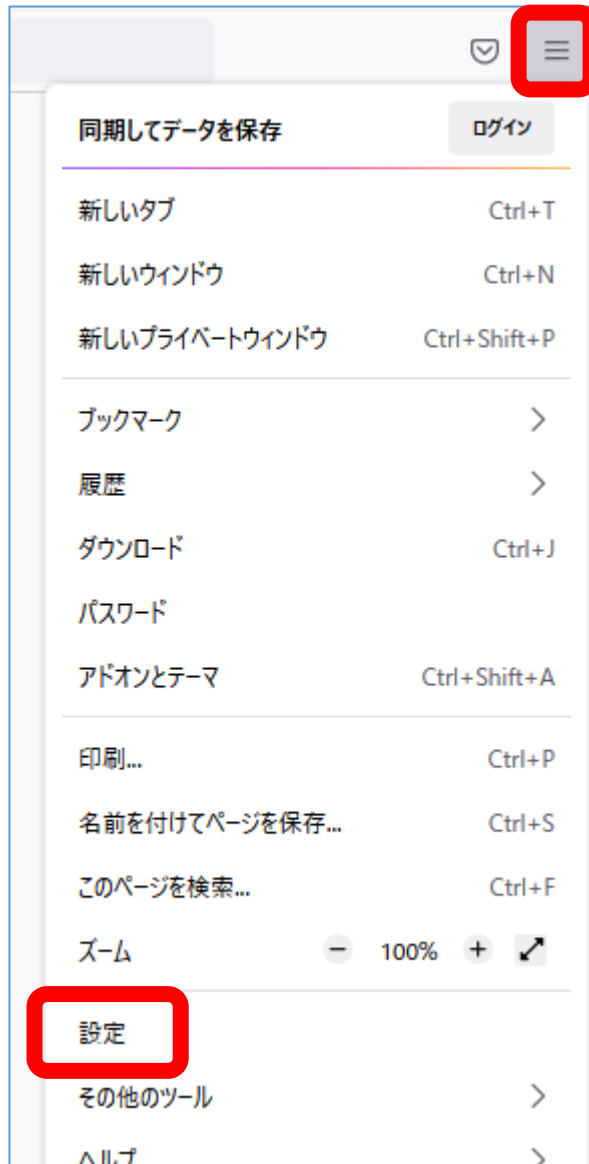 同期してデータを保存 ログイン
新しいタブ Ctrl+T
新しいウィンドウ Ctrl+N
新しいプライベートウィンドウ Ctrl+Shift+P
ブックマーク
履歴
ダウンロード Ctrl+J
パスワード
アドオンとテーマ Ctrl+Shift+A
印刷... Ctrl+P
名前を付けてページを保存... Ctrl+S
このページを検索... Ctrl+F
ズーム − 100% +
設定
その他のツール
ヘルプ